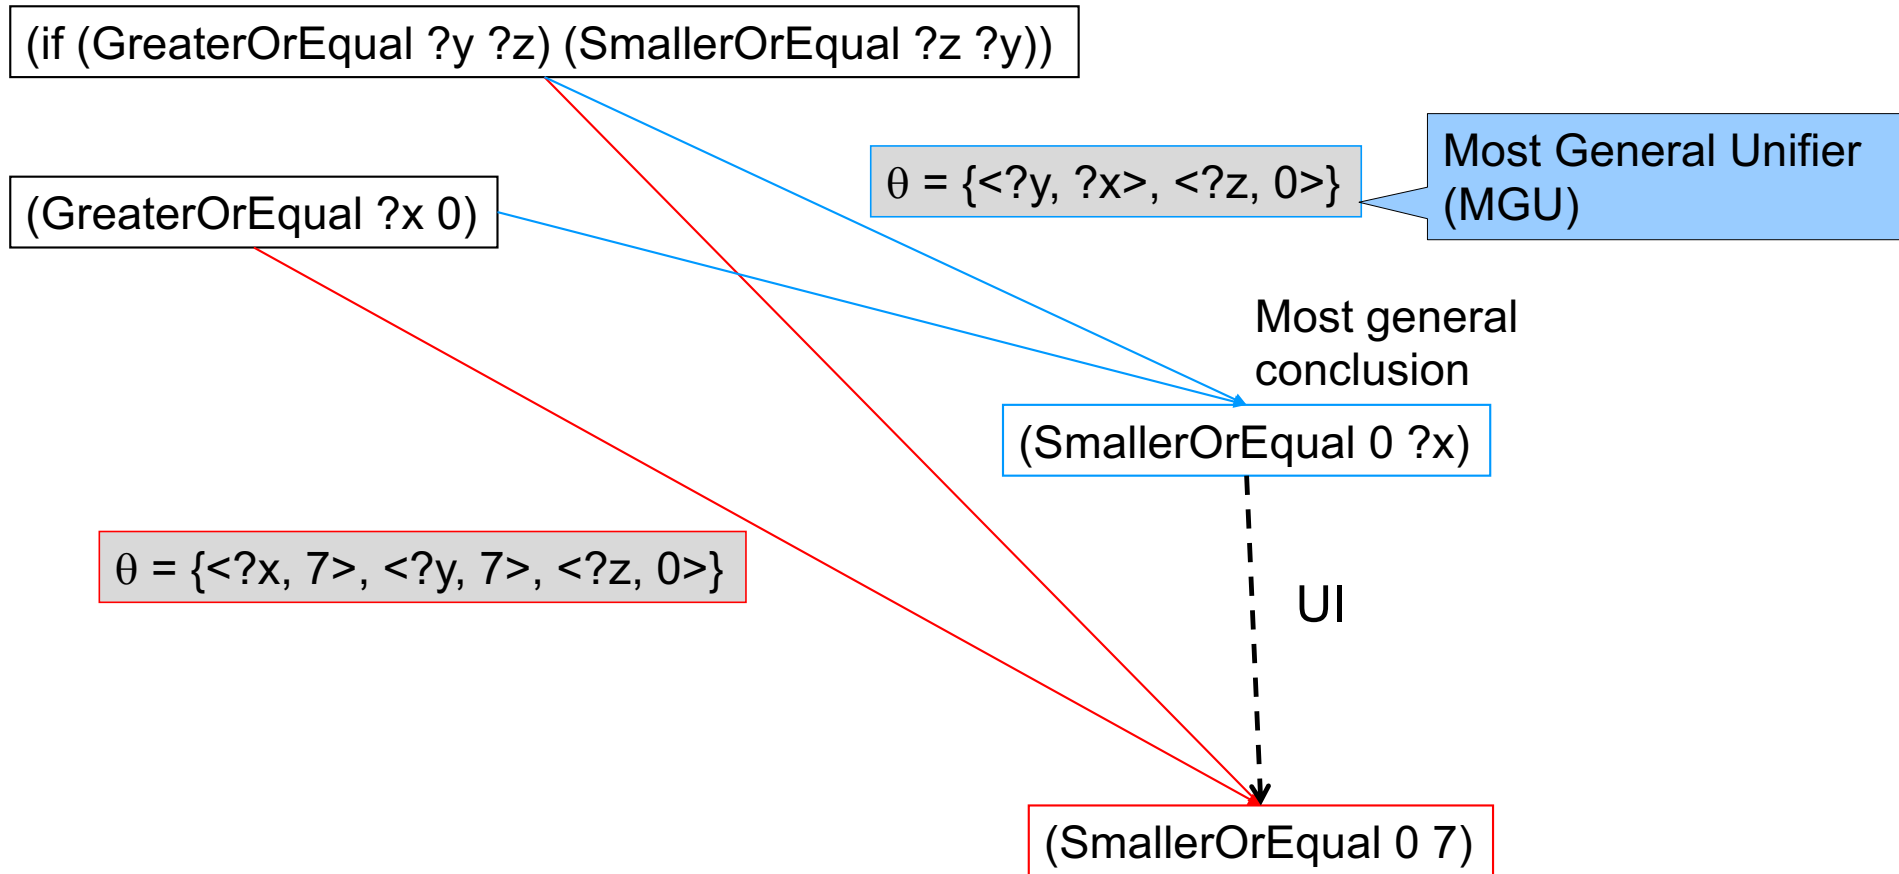 (if (GreaterOrEqual ?y ?z) (SmallerOrEqual ?z ?y))
Most General Unifier
(MGU)
θ = {<?y, ?x>, <?z, 0>}
(GreaterOrEqual ?x 0)
Most general
conclusion
(SmallerOrEqual 0 ?x)
θ = {<?x, 7>, <?y, 7>, <?z, 0>}
UI
(SmallerOrEqual 0 7)